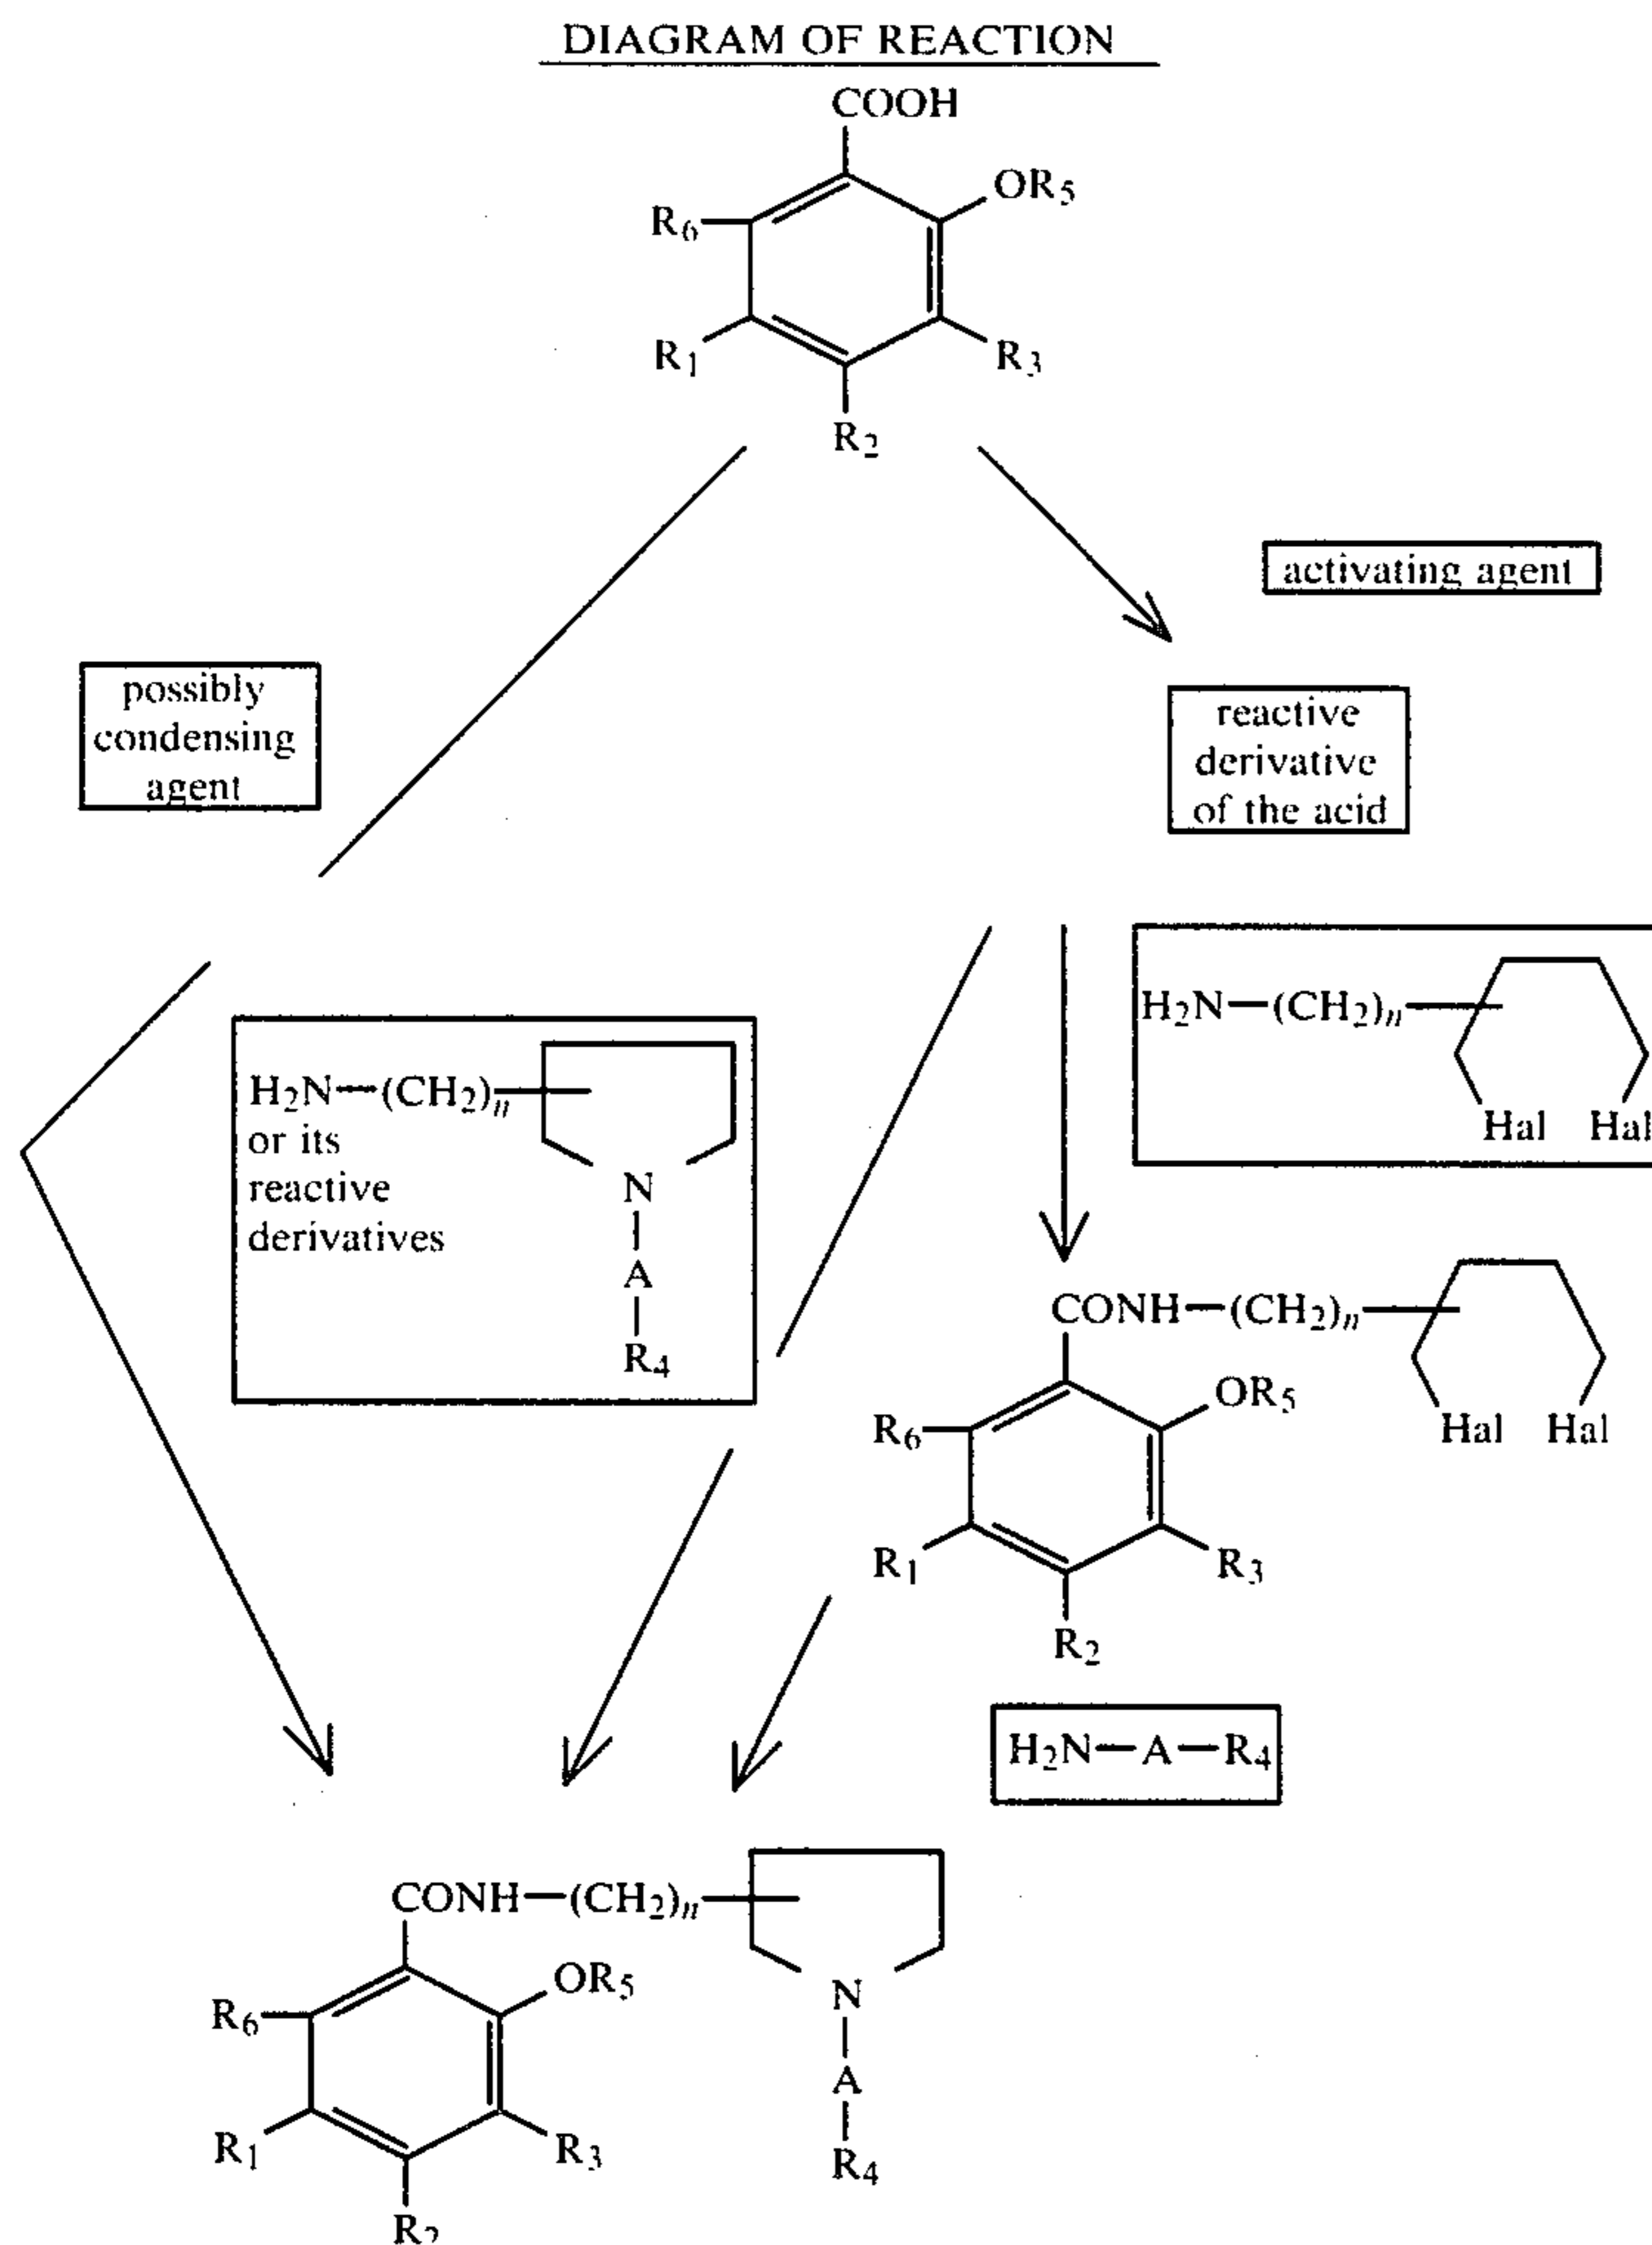 DIAGRAM OF REACTION
COOH
OR5
R6
R1
R3
R2
activating agent
possibly
condensing
agent
reactive
derivative
of the acid
H2N—(CH2)n
Hal Hal
H2N—(CH2)n
or its
reactive
derivatives
N
A
R4
CONH—(CH2)n
OR5
Hal Hal
R6
R1
R3
R2
H2N—A—R4
CONH—(CH2)n
OR5
N
R6
A
R1
R3
R4
R2